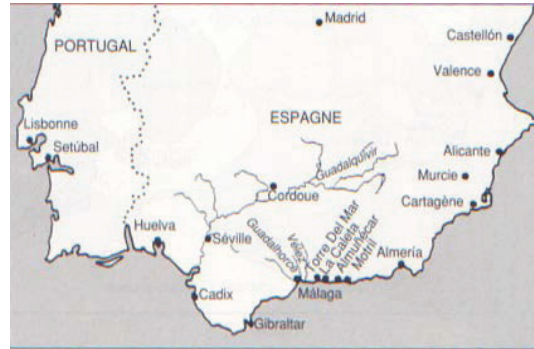 Madrid
Castellón
PORTUGAL
Valence
ESPAGNE
Lisbonne
Setúbal
Alicante
Guadalquivir
Murcie
Cordoue
Cartagène
Huelva
Séville
Guadalhorce
Vélez
Torre Del Mar
La Caleta
Almuñécar
Motril
Almería
Málaga
Cadix
Gibraltar